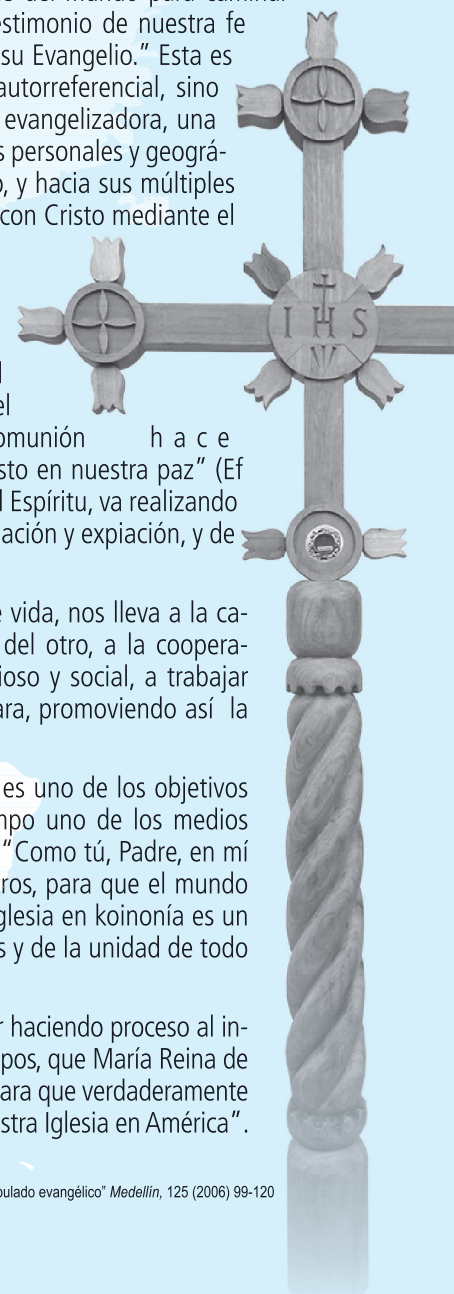 estimonio de nuestra fe
su Evangelio.” Esta es
autorreferencial, sino
evangelizadora, una
s personales y geográ-
o, y hacia sus múltiples
con Cristo mediante el
I H S
l
el
omunión hace
sto en nuestra paz” (Ef
l Espíritu, va realizando
ación y expiación, y de
e vida, nos lleva a la ca-
del otro, a la coopera-
ioso y social, a trabajar
ara, promoviendo así la
es uno de los objetivos
mpo uno de los medios
“Como tú, Padre, en mí
tros, para que el mundo
glesia en koinonía es un
s y de la unidad de todo
r haciendo proceso al in-
pos, que María Reina de
ara que verdaderamente
stra Iglesia en América”.
pulado evangélico” Medellín, 125 (2006) 99-120